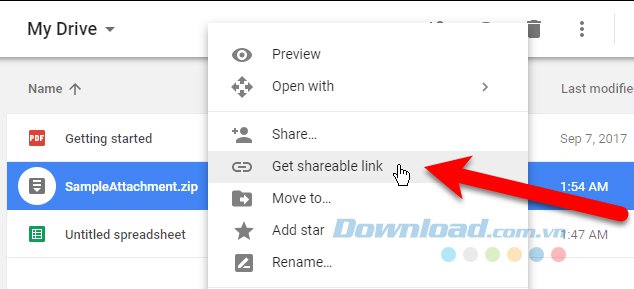 My Drive
Name
Last modifie
Preview
Open with
Getting started
Sep 7, 2017
Share...
Get shareable link
SampleAttachment.zip
1:54 AM
Move to...
Untitled spreadsheet
1:47 AM
Add star
Rename...
Download.com.vn
PDF